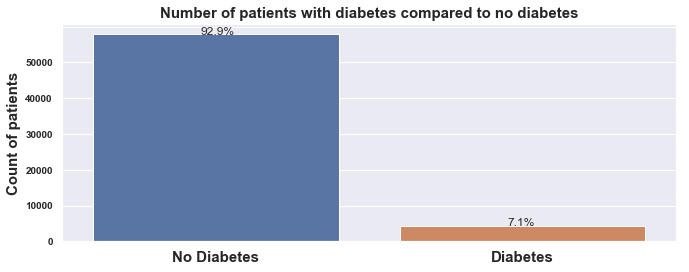 Number of patients with diabetes compared to no diabetes
92.9%
50000
40000
30000
20000
10000
0
Count of patients
7.1%
No Diabetes
Diabetes